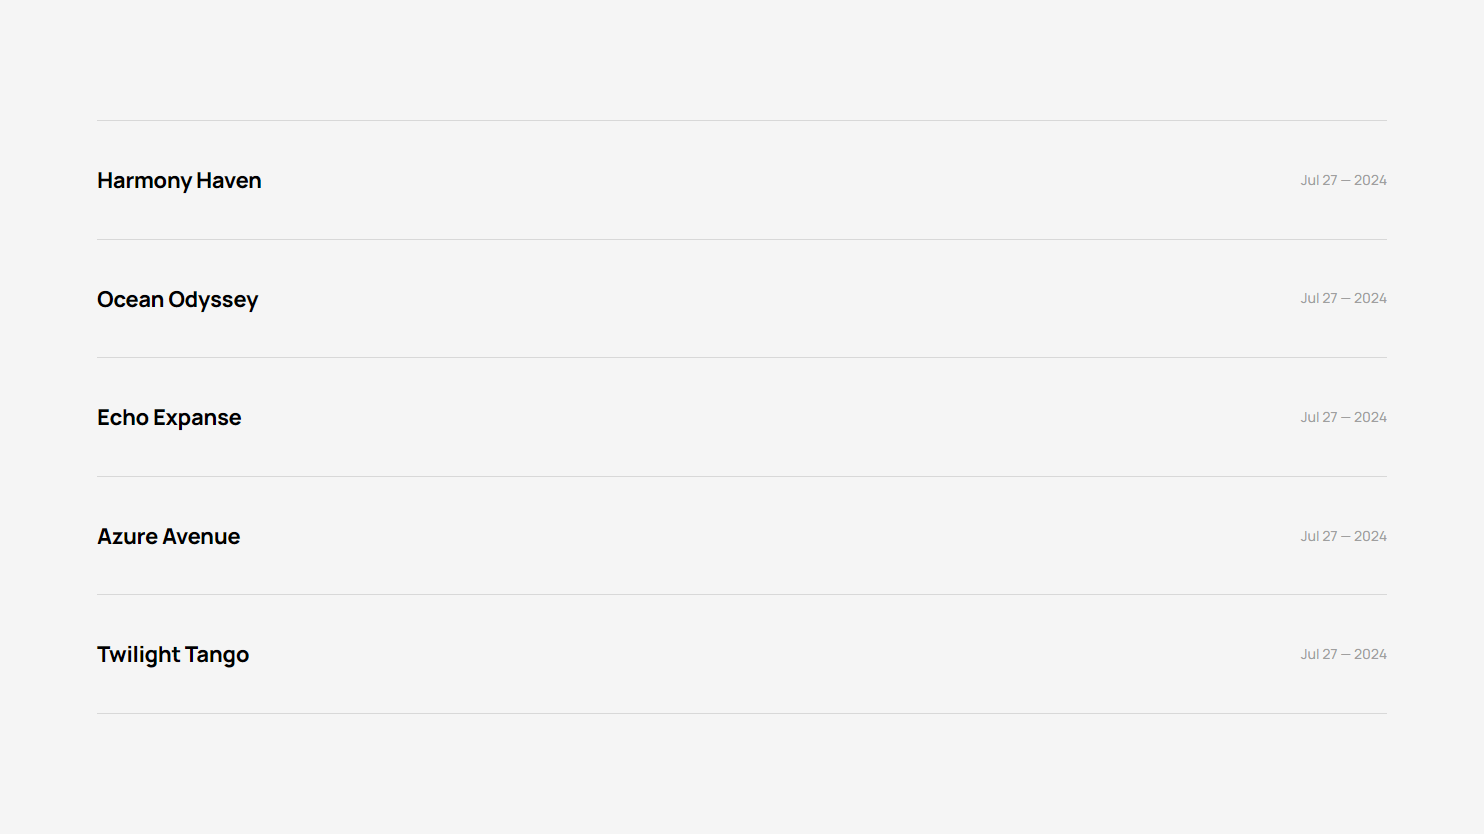 Harmony Haven Jul 27 — 2024
Ocean Odyssey Jul 27 — 2024
Echo Expanse Jul 27 — 2024
Azure Avenue Jul 27 — 2024
Twilight Tango Jul 27 — 2024